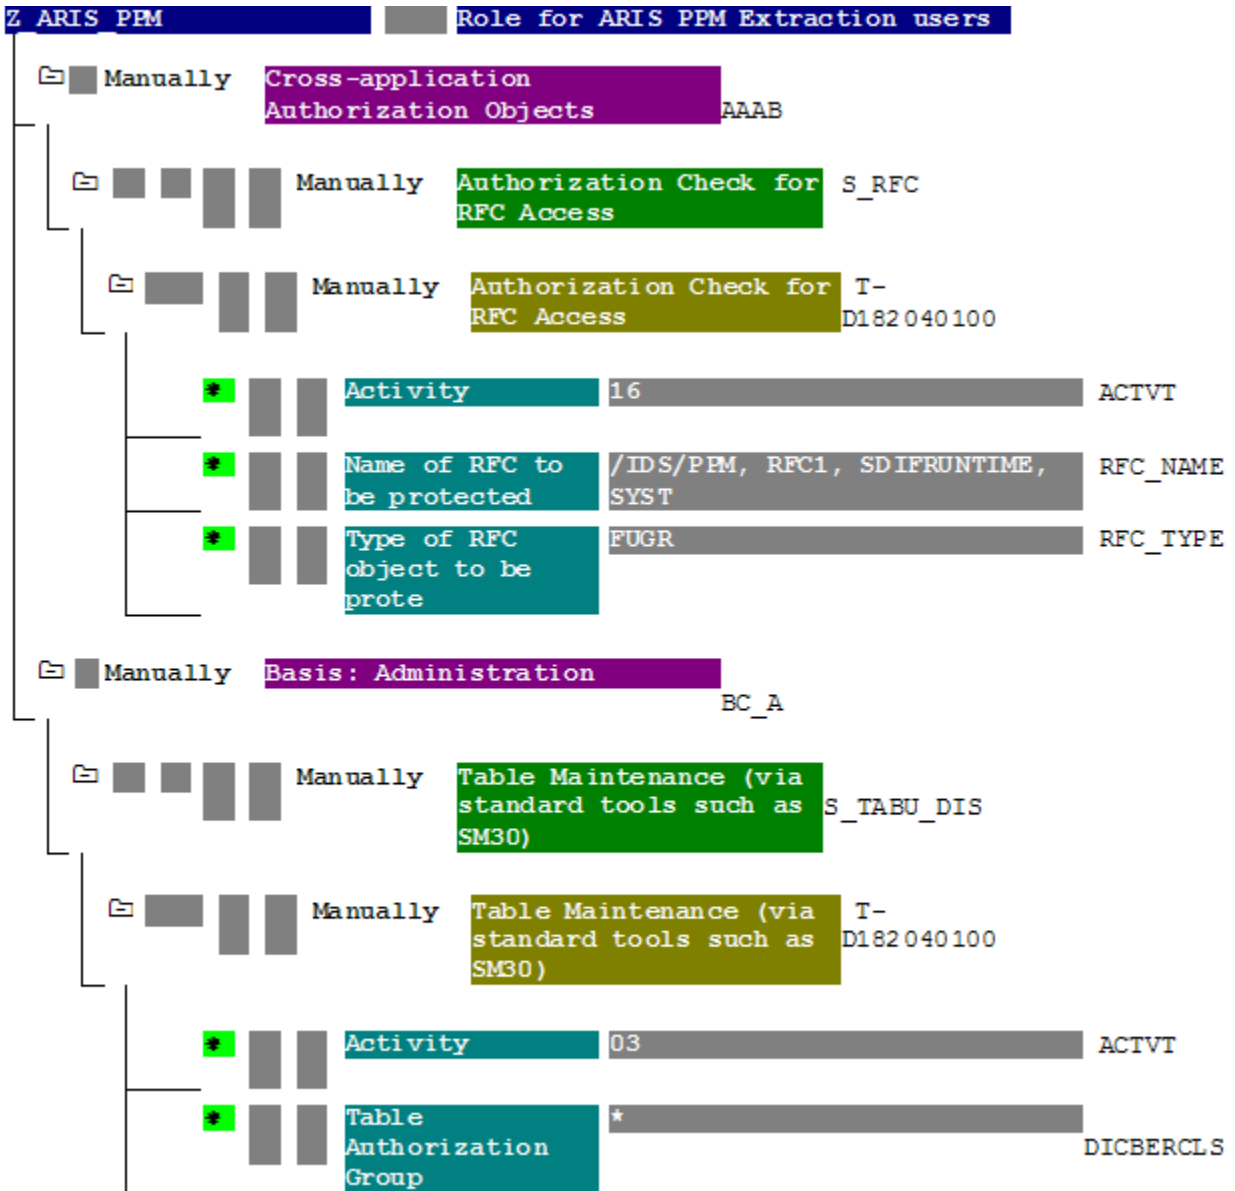 Z_ARIS_PPM Role for ARIS PPM Extraction users
Manually Cross-application
Authorization Objects AAAB
Manually Authorization Check for S_RFC
RFC Access
Manually Authorization Check for T-
RFC Access D182040100
* Activity 16 ACTVT
* Name of RFC to /IDS/PPM, RFC1, SDIFRUNTIME, RFC_NAME
be protected SYST
* Type of RFC FUGR RFC_TYPE
object to be
prote
Manually Basis: Administration
BC_A
Manually Table Maintenance (via
standard tools such as S_TABU_DIS
SM30)
Manually Table Maintenance (via T-
standard tools such as D182040100
SM30)
* Activity 03 ACTVT
* Table *
Authorization DICBERCLS
Group